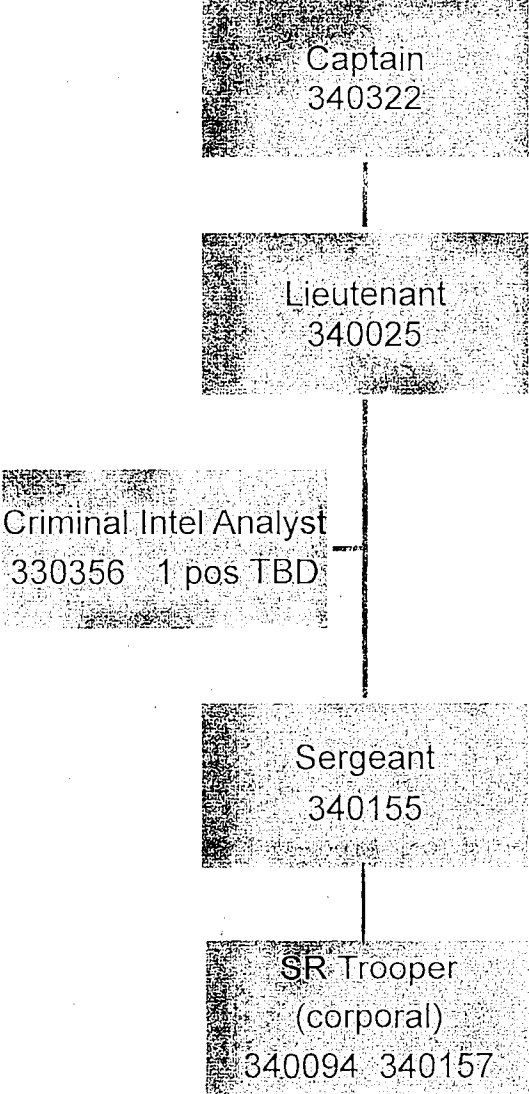 Captain
340322
Lieutenant
340025
Criminal Intel Analyst
330356 1 pos TBD
Sergeant
340155
SR Trooper
(corporal)
340094 340157